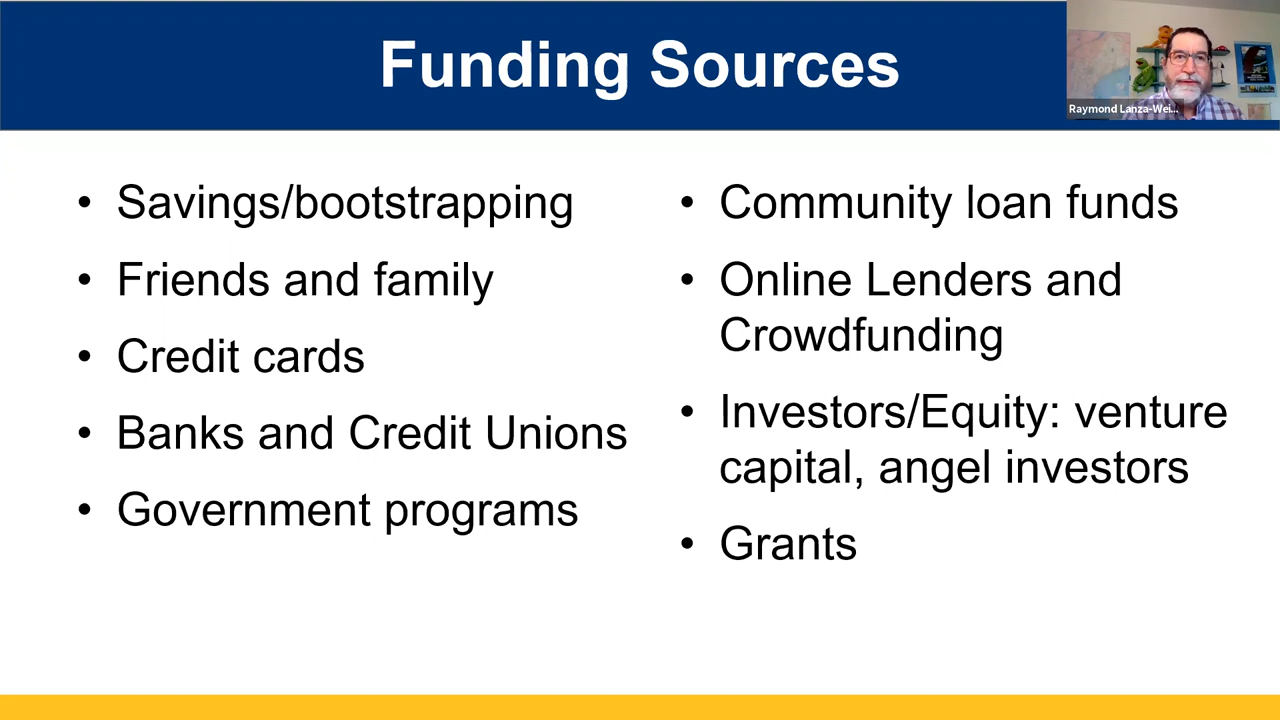 Funding Sources
Raymond Lanza-Wei...
• Savings/bootstrapping
• Friends and family
• Credit cards
• Banks and Credit Unions
• Government programs
• Community loan funds
• Online Lenders and
Crowdfunding
• Investors/Equity: venture
capital, angel investors
• Grants